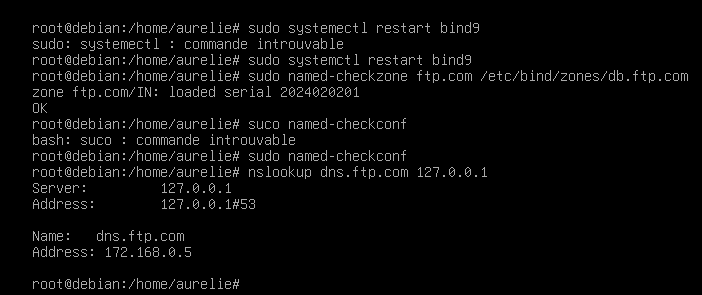 root@debian:/home/aurelie# sudo systemectl restart bind9
sudo: systemectl : commande introuvable
root@debian:/home/aurelie# sudo systemctl restart bind9
root@debian:/home/aurelie# sudo named-checkzone ftp.com /etc/bind/zones/db.ftp.com
zone ftp.com/IN: loaded serial 2024020201
OK
root@debian:/home/aurelie# suco named-checkconf
bash: suco : commande introuvable
root@debian:/home/aurelie# sudo named-checkconf
root@debian:/home/aurelie# nslookup dns.ftp.com 127.0.0.1
Server: 127.0.0.1
Address: 127.0.0.1#53
Name: dns.ftp.com
Address: 172.168.0.5
root@debian:/home/aurelie#